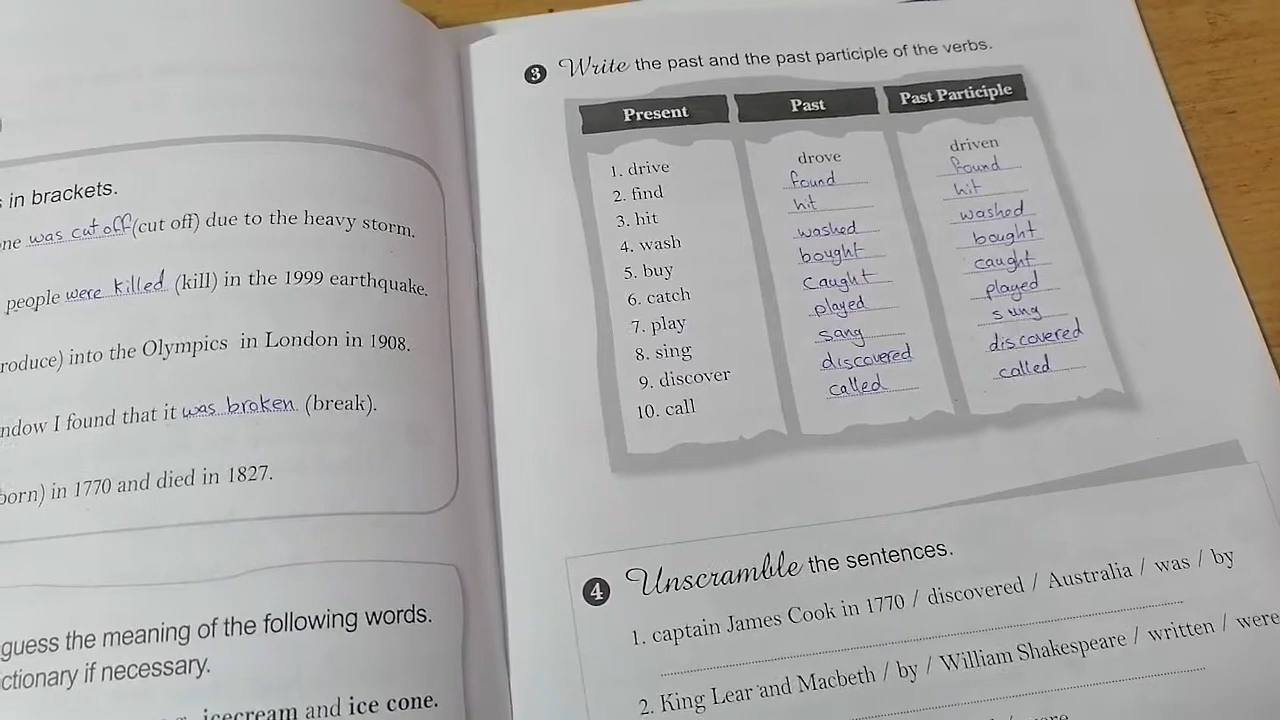 s in brackets.
ne was cut off (cut off) due to the heavy storm.
people were killed (kill) in the 1999 earthquake.
roduce) into the Olympics in London in 1908.
ndow I found that it was broken (break).
born) in 1770 and died in 1827.
guess the meaning of the following words.
ctionary if necessary.
icecream and ice cone.
3 Write the past and the past participle of the verbs.
Present Past Past Participle
1. drive drove driven
2. find found found
3. hit hit hit
4. wash washed washed
5. buy bought bought
6. catch caught caught
7. play played played
8. sing sang sung
9. discover discovered discovered
10. call called called
4 Unscramble the sentences.
1. captain James Cook in 1770 / discovered / Australia / was / by
2. King Lear and Macbeth / by / William Shakespeare / written / were